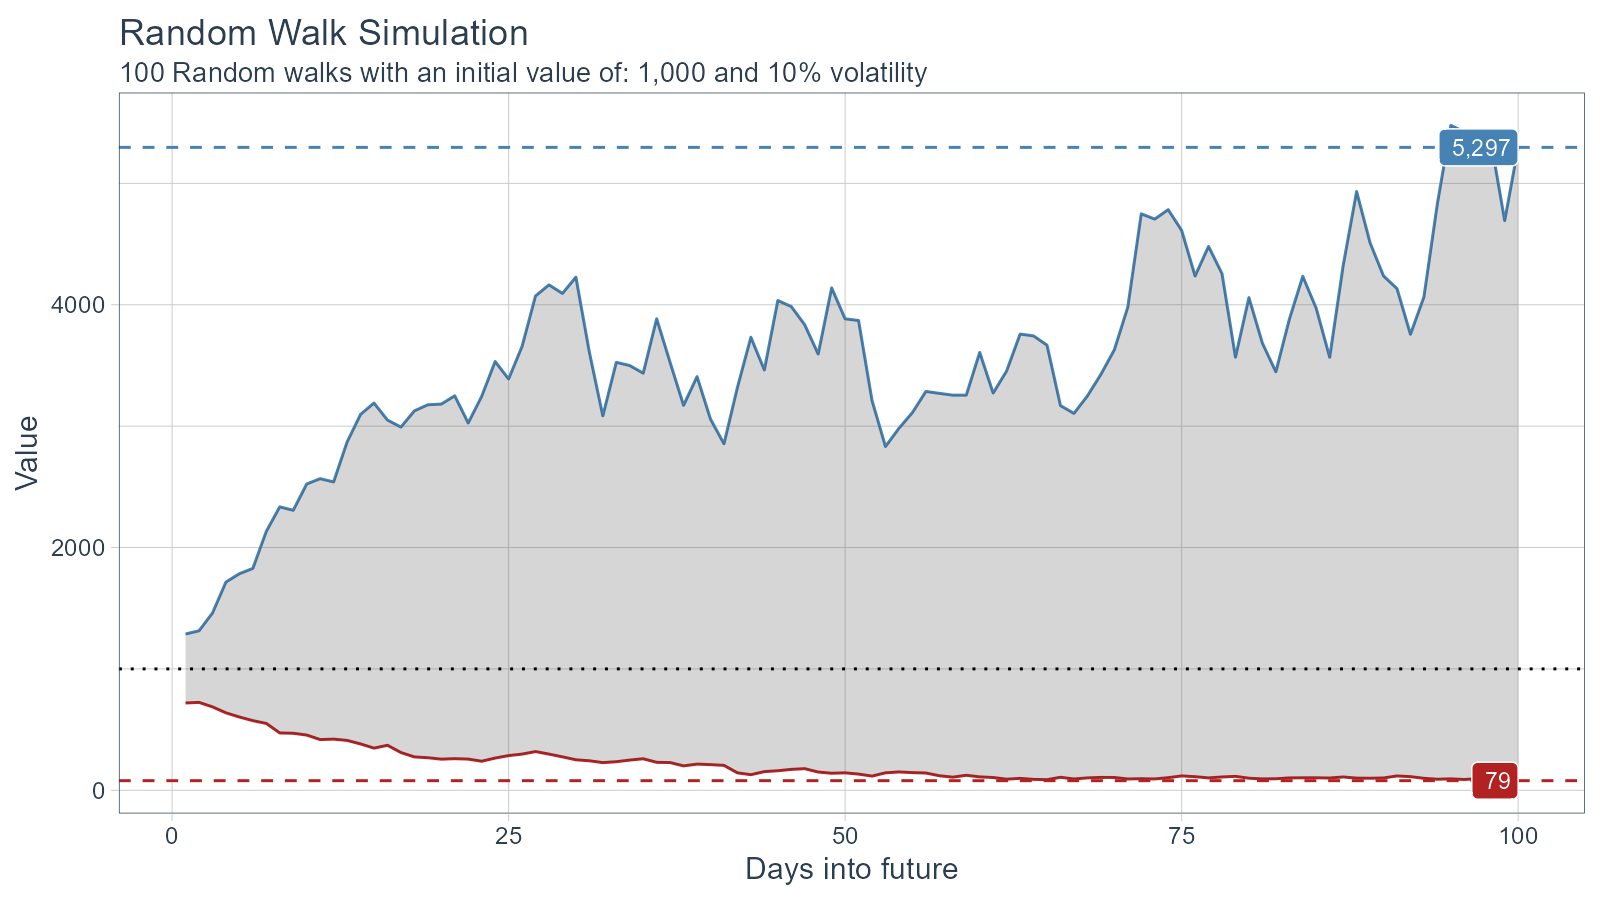 Random Walk Simulation
100 Random walks with an initial value of: 1,000 and 10% volatility
5,297
4000
Value
2000
79
0
0 25 50 75 100
Days into future